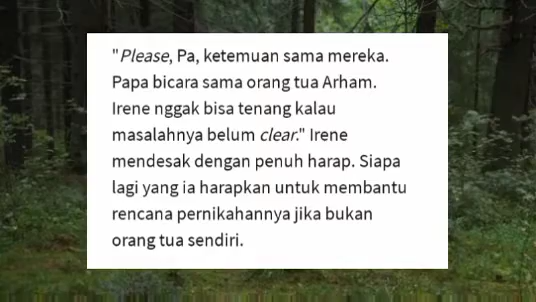 "Please, Pa, ketemuan sama mereka.
Papa bicara sama orang tua Arham.
Irene nggak bisa tenang kalau
masalahnya belum clear." Irene
mendesak dengan penuh harap. Siapa
lagi yang ia harapkan untuk membantu
rencana pernikahannya jika bukan
orang tua sendiri.